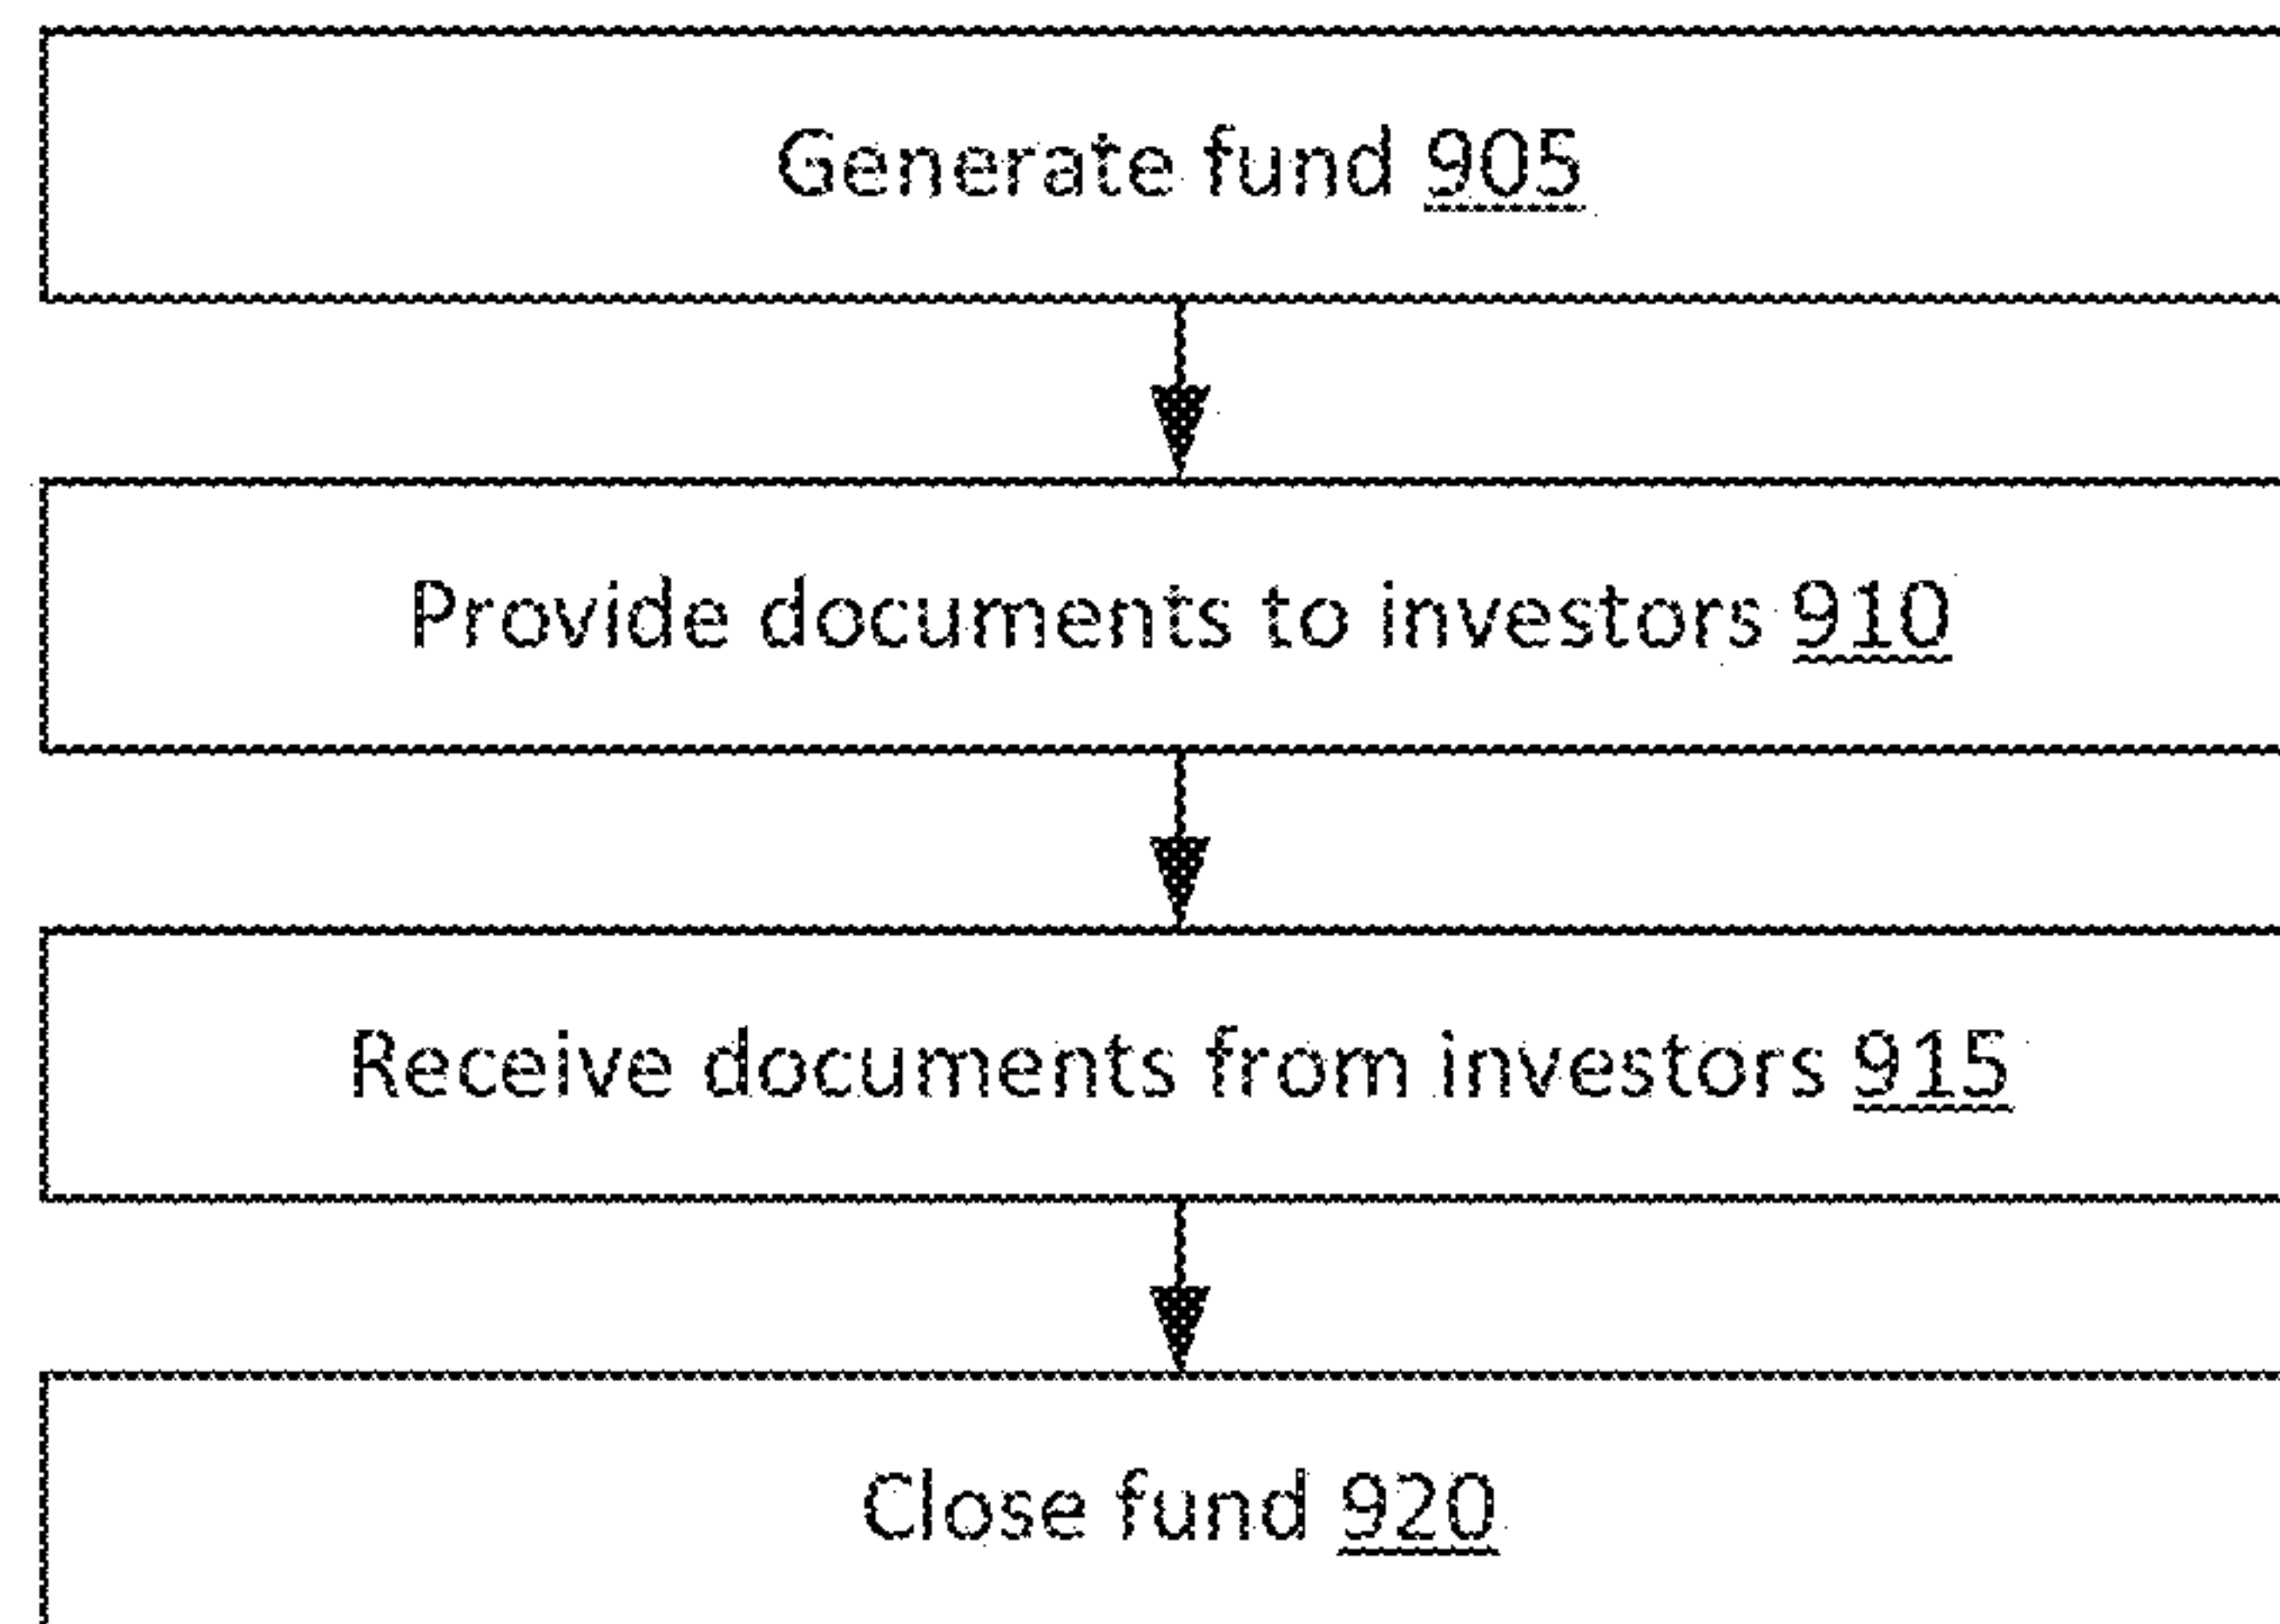 Generate fund 905
Provide documents to investors 910
Receive documents from investors 915
Close fund 920